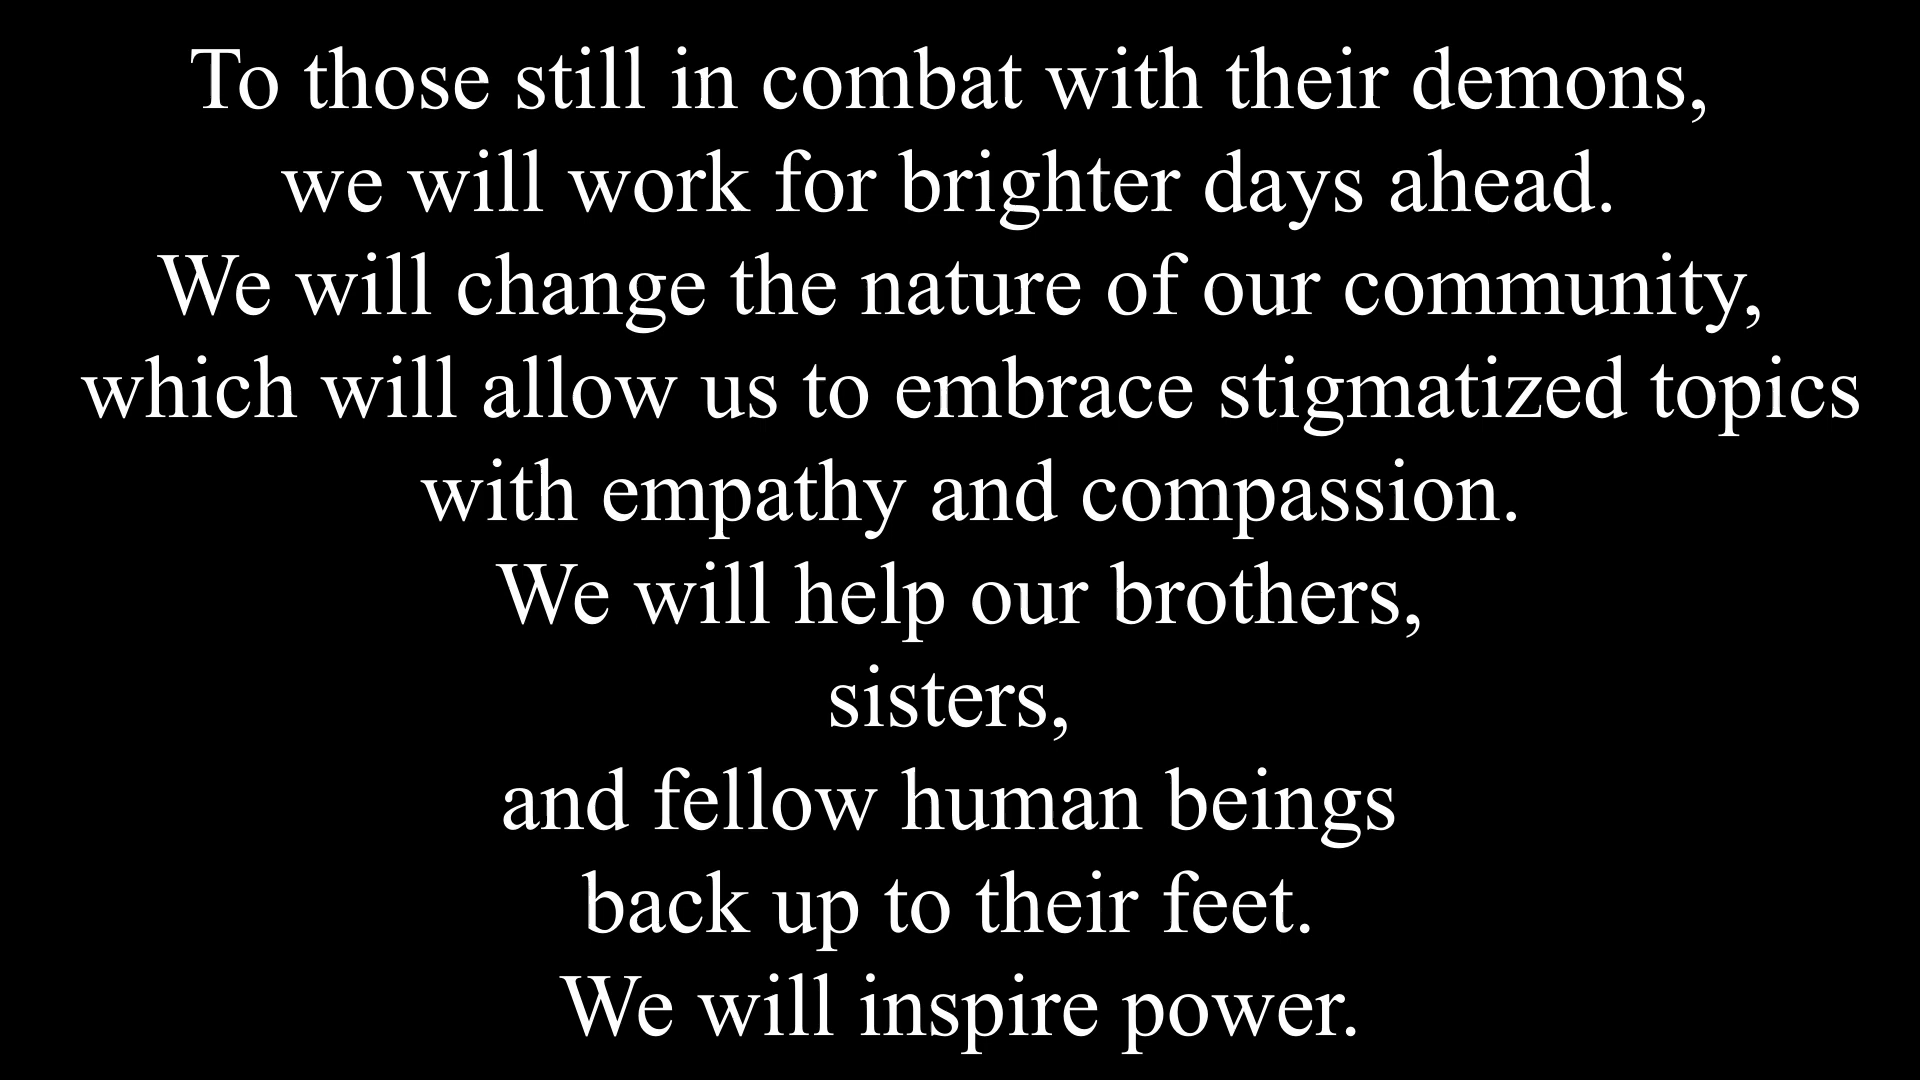 To those still in combat with their demons,
we will work for brighter days ahead.
We will change the nature of our community,
which will allow us to embrace stigmatized topics
with empathy and compassion.
We will help our brothers,
sisters,
and fellow human beings
back up to their feet.
We will inspire power.